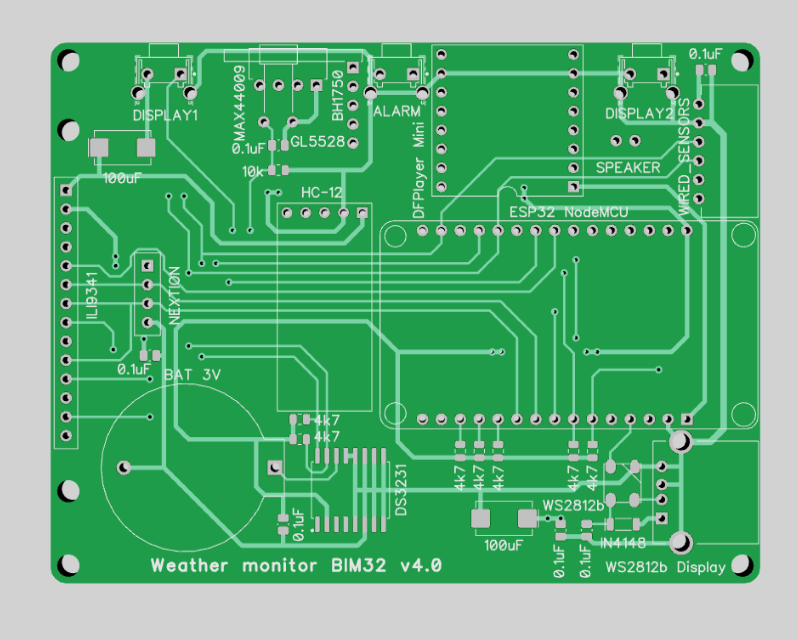 0.1uF
DISPLAY1
MAX44009
BH1750
ALARM
DISPLAY2
GL5528
0.1uF
DFPlayer Mini
WIRED_SENSORS
100uF
10k
SPEAKER
HC-12
ESP32 NodeMCU
ILI9341
NEXTION
0.1uF
BAT 3V
4k7
4k7
DS3231
4k7
4k7
4k7
4k7
4k7
0.1uF
WS2812b
100uF
IN4148
0.1uF
0.1uF
Weather monitor BIM32 v4.0
WS2812b Display